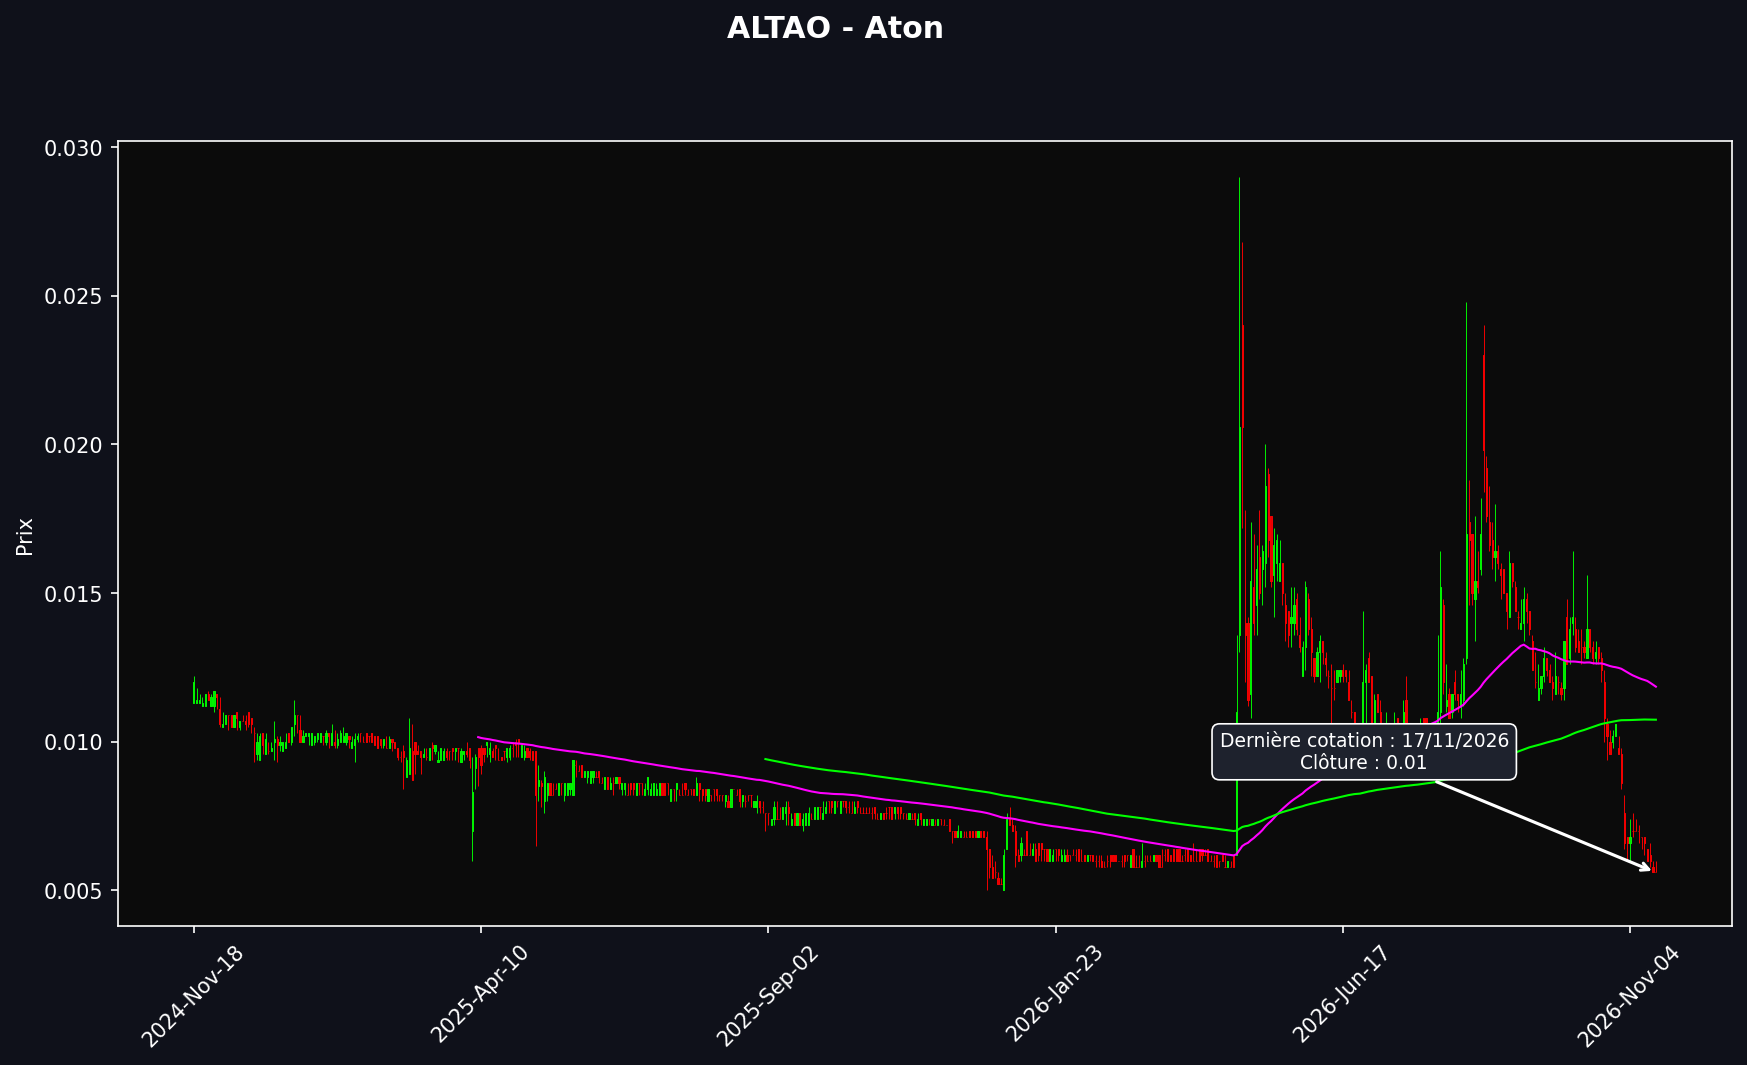 ALTAO - Aton
0.030
0.025
0.020
0.015
0.010
0.005
Prix
Dernière cotation : 17/11/2026
Clôture : 0.01
2024-Nov-18
2025-Apr-10
2025-Sep-02
2026-Jan-23
2026-Jun-17
2026-Nov-04